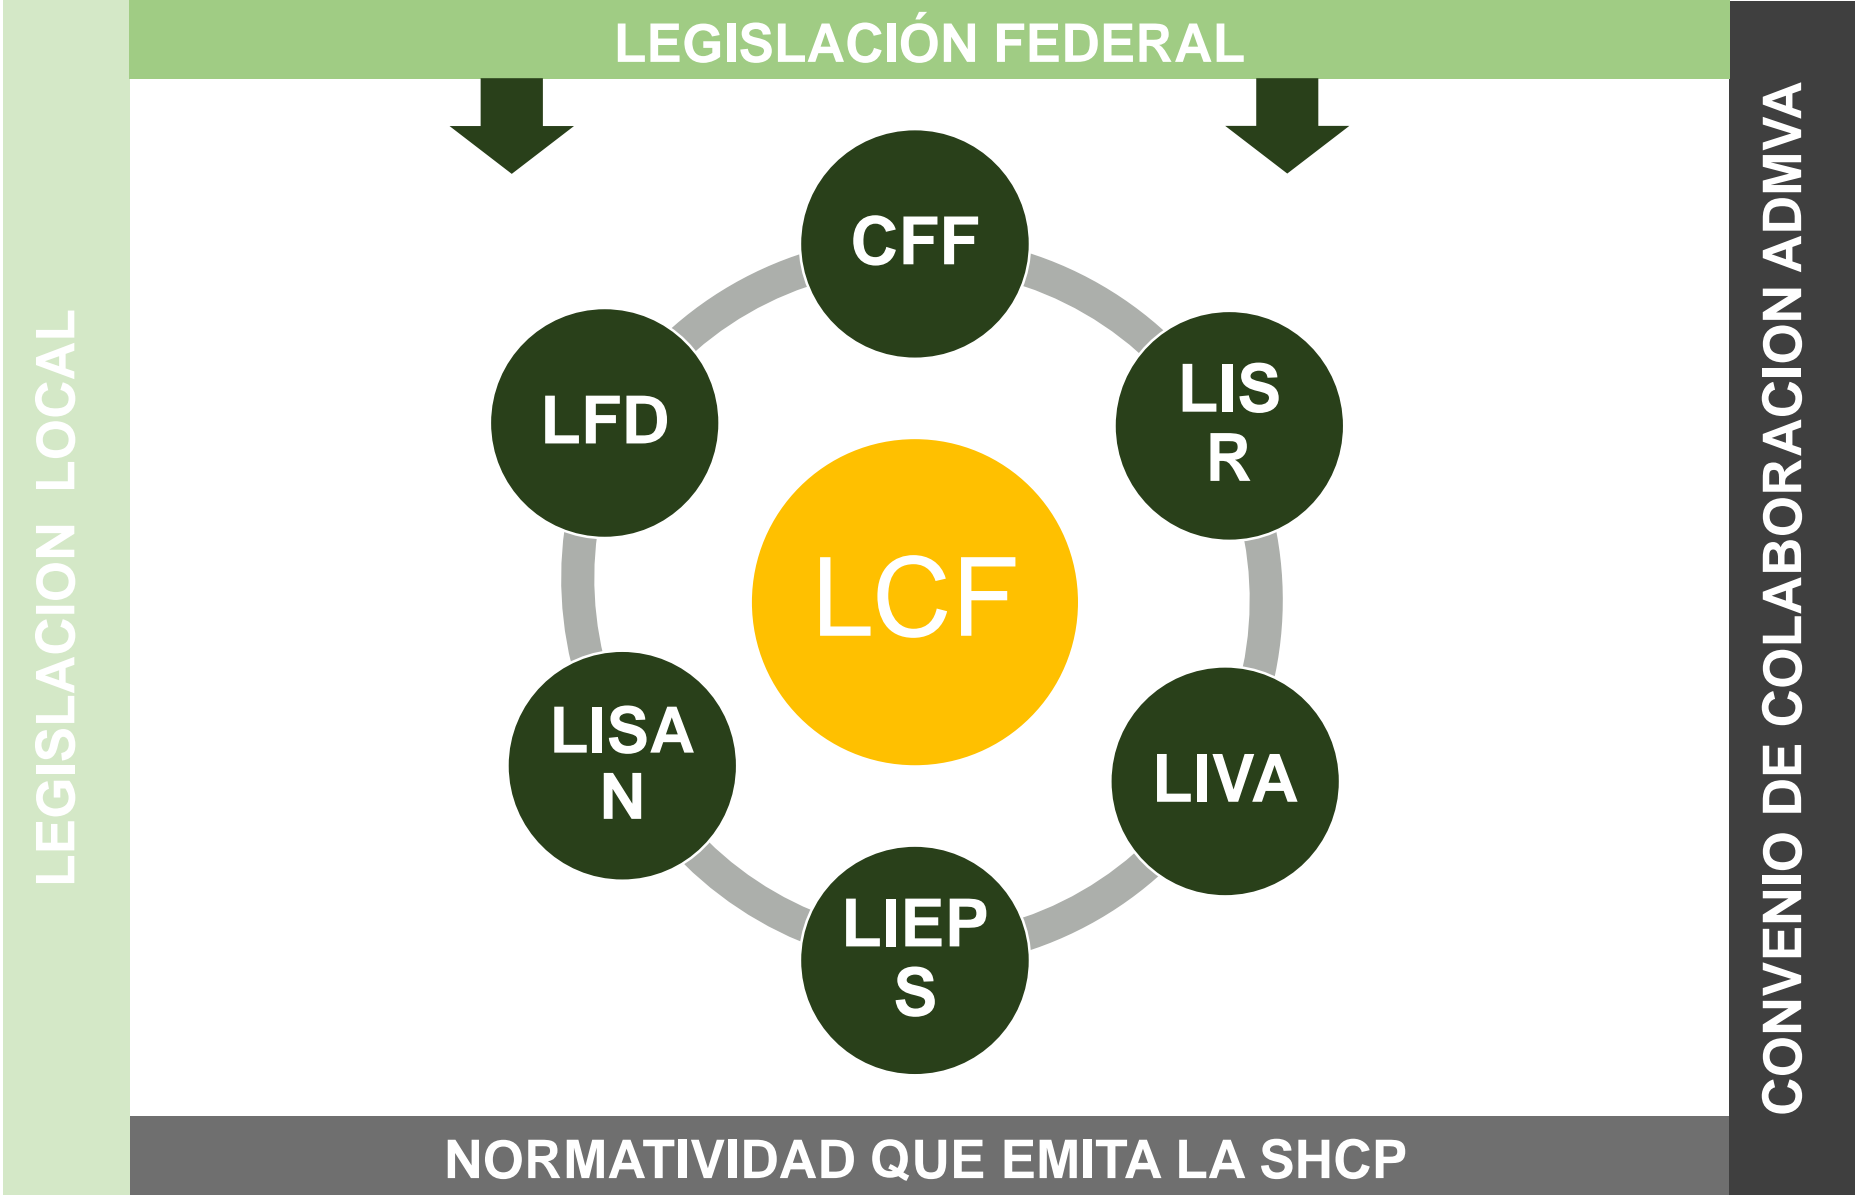 LEGISLACIÓN FEDERAL
LEGISLACION LOCAL
CFF
LFD
LIS
R
LCF
LISA
N
LIVA
LIEP
S
CONVENIO DE COLABORACION ADMVA
NORMATIVIDAD QUE EMITA LA SHCP